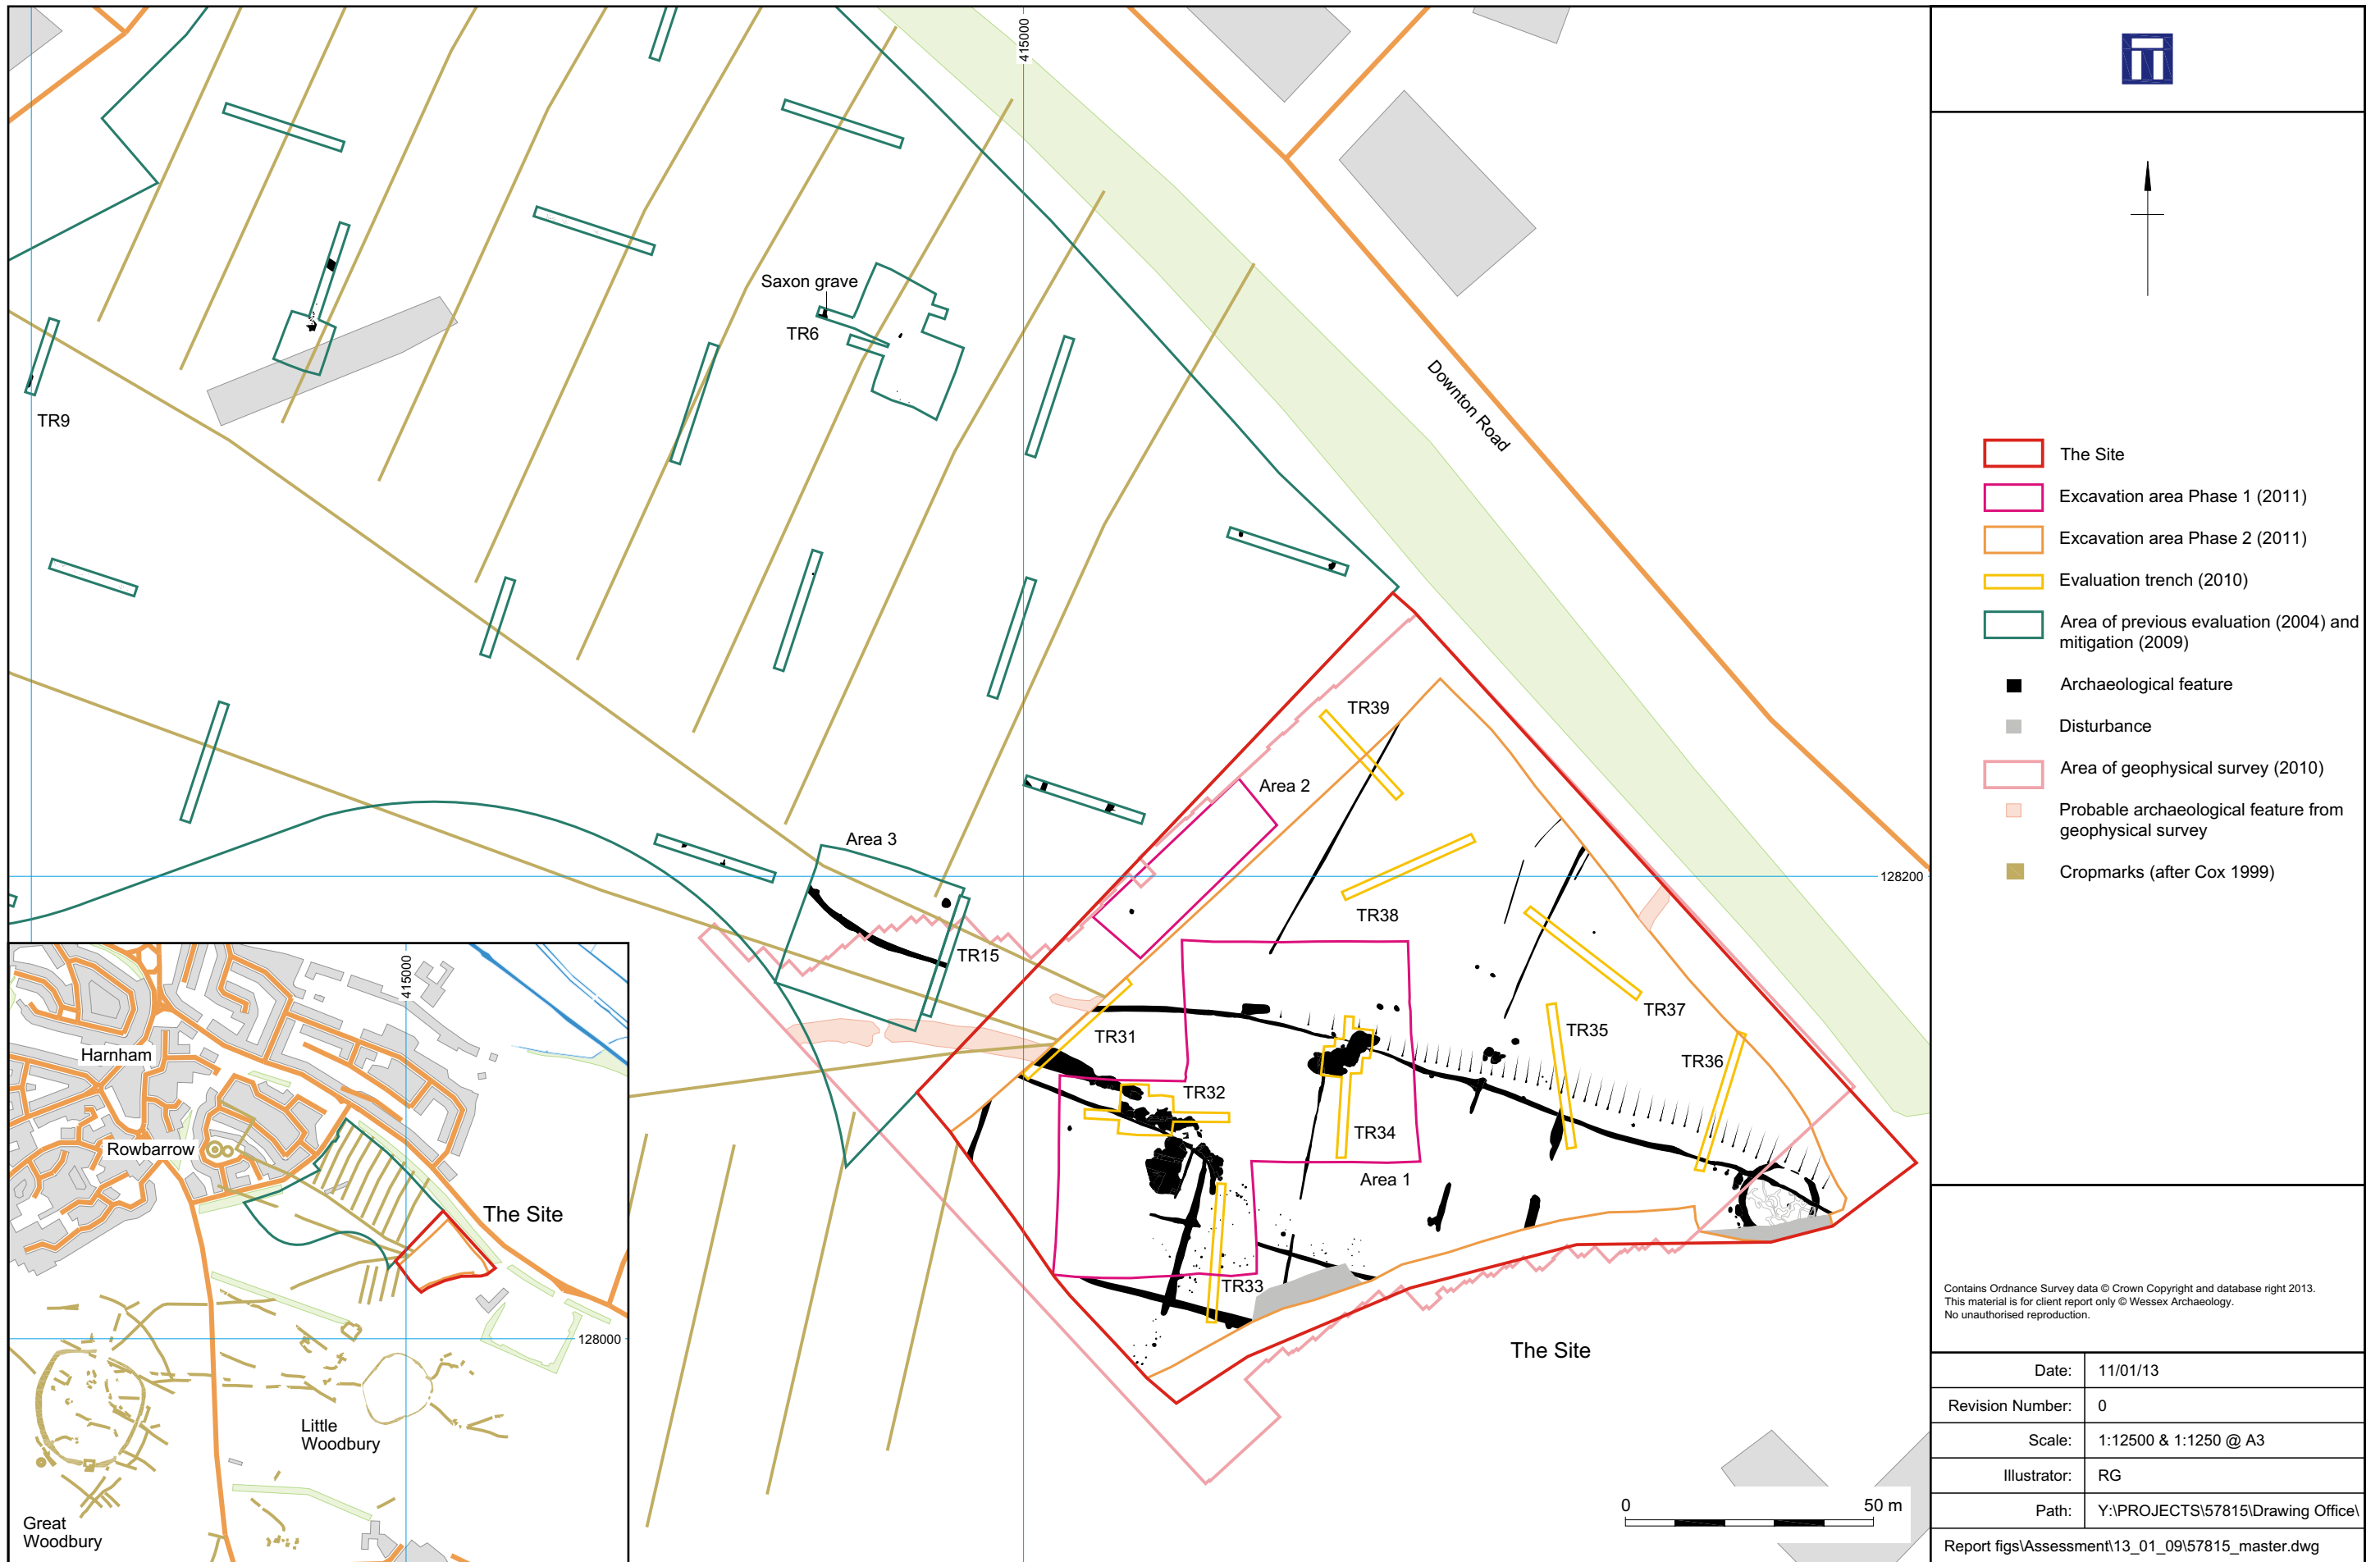 415000
Saxon grave
TR6
TR9
Downton Road
TR39
Area 2
Area 3
TR38
TR15
TR37
TR31
TR35
TR36
TR32
TR34
Area 1
TR33
The Site
128200
0 50 m
415000
Harnham
Rowbarrow
The Site
128000
Little
Woodbury
Great
Woodbury
The Site
Excavation area Phase 1 (2011)
Excavation area Phase 2 (2011)
Evaluation trench (2010)
Area of previous evaluation (2004) and
mitigation (2009)
Archaeological feature
Disturbance
Area of geophysical survey (2010)
Probable archaeological feature from
geophysical survey
Cropmarks (after Cox 1999)
Contains Ordnance Survey data © Crown Copyright and database right 2013.
This material is for client report only © Wessex Archaeology.
No unauthorised reproduction.
Date: 11/01/13
Revision Number: 0
Scale: 1:12500 & 1:1250 @ A3
Illustrator: RG
Path: Y:\PROJECTS\57815\Drawing Office\
Report figs\Assessment\13_01_09\57815_master.dwg